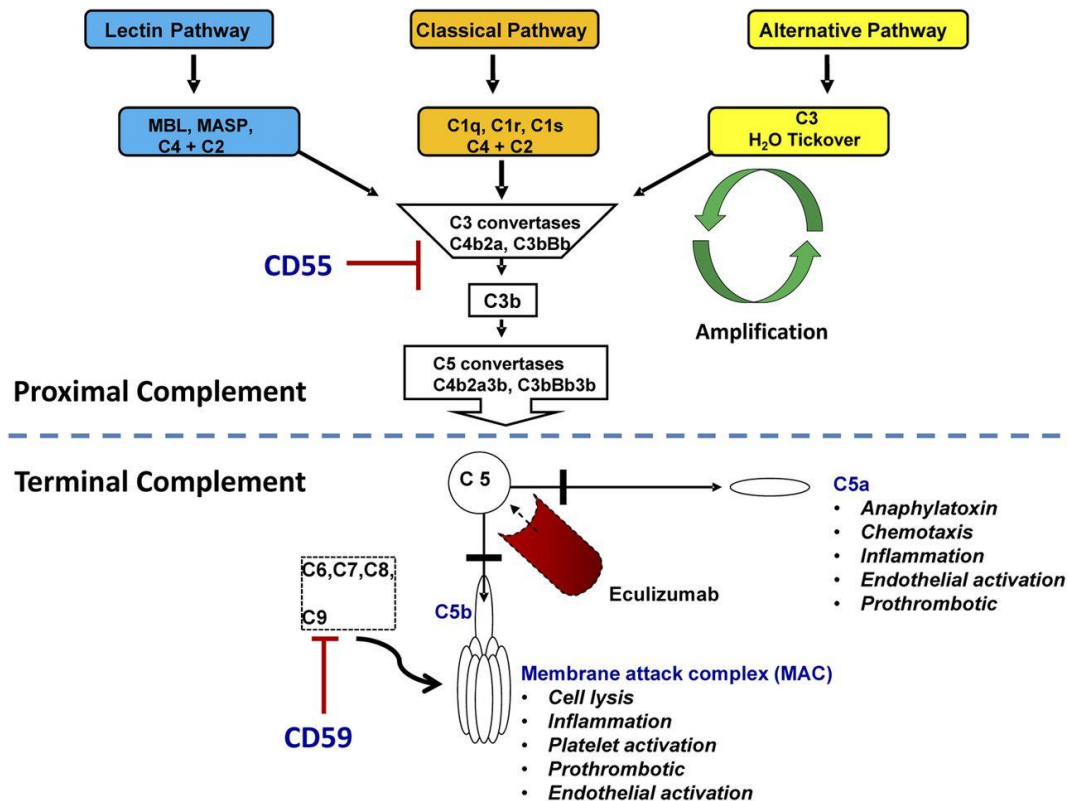 Lectin Pathway
Classical Pathway
Alternative Pathway
MBL, MASP,
C4 + C2
C1q, C1r, C1s
C4 + C2
C3
H₂O Tickover
C3 convertases
C4b2a, C3bBb
CD55
C3b
Amplification
C5 convertases
C4b2a3b, C3bBb3b
Proximal Complement
Terminal Complement
C 5
C5a
• Anaphylatoxin
• Chemotaxis
• Inflammation
• Endothelial activation
• Prothrombotic
Eculizumab
C6,C7,C8,
C9
C5b
CD59
Membrane attack complex (MAC)
• Cell lysis
• Inflammation
• Platelet activation
• Prothrombotic
• Endothelial activation